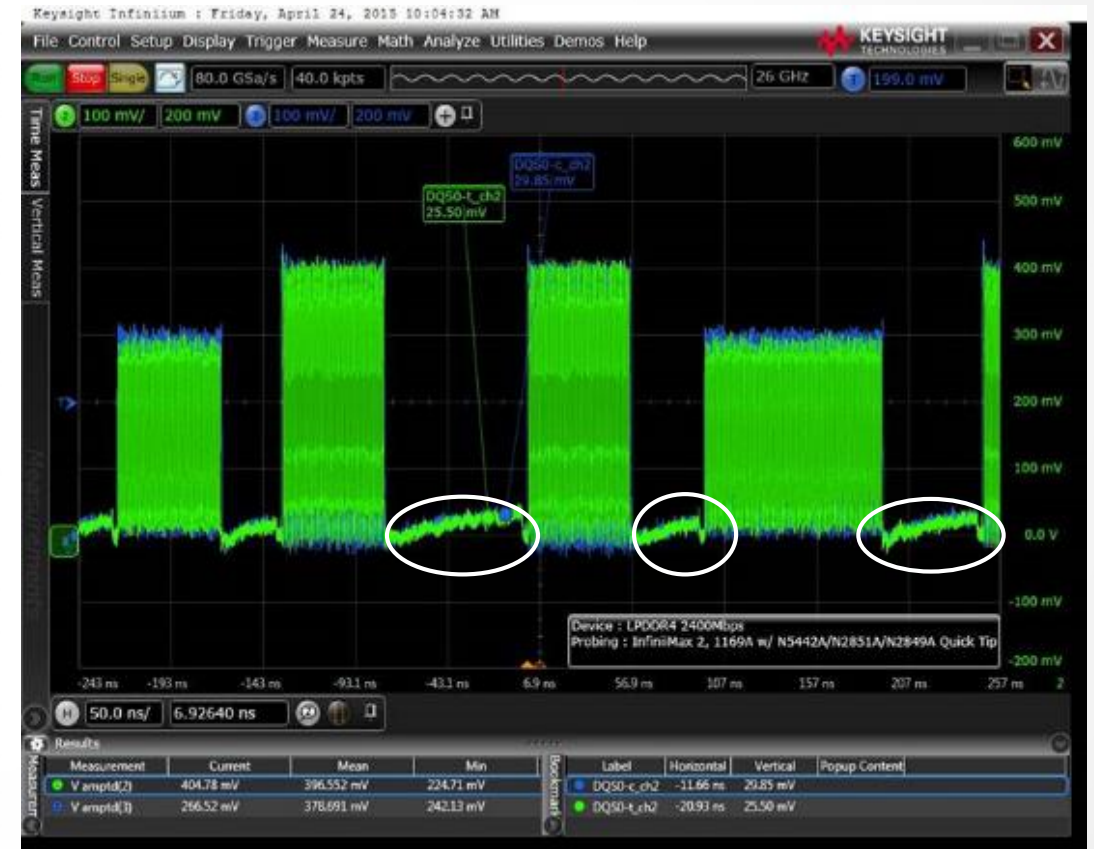 Keysight Infiniium : Friday, April 24, 2015 10:04:32 AM
File Control Setup Display Trigger Measure Math Analyze Utilities Demos Help
KEYSIGHT
TECHNOLOGIES
Run Stop Single 80.0 GSa/s 40.0 kpts 26 GHz T 199.0 mV
2 100 mV/ 200 mV 3 100 mV/ 200 mV
Time Meas
Vertical Meas
Measurements
600 mV
DQS0-c_ch2
29.85 mV
DQS0-t_ch2
25.50 mV
500 mV
400 mV
300 mV
T
200 mV
100 mV
0.0 V
-100 mV
Device : LPDDR4 2400Mbps
Probing : InfiniiMax 2, 1169A w/ N5442A/N2851A/N2849A Quick Tip
-200 mV
-243 ns -193 ns -143 ns -93.1 ns -43.1 ns 6.9 ns 56.9 ns 107 ns 157 ns 207 ns 257 ns 2
H 50.0 ns/ 6.92640 ns
Results
Measurement Current Mean Min
V amptd(2) 404.78 mV 396.552 mV 224.71 mV
V amptd(3) 266.52 mV 378.691 mV 242.13 mV
Bookmark
Label Horizontal Vertical Popup Content
DQS0-c_ch2 -11.66 ns 29.85 mV
DQS0-t_ch2 -20.93 ns 25.50 mV